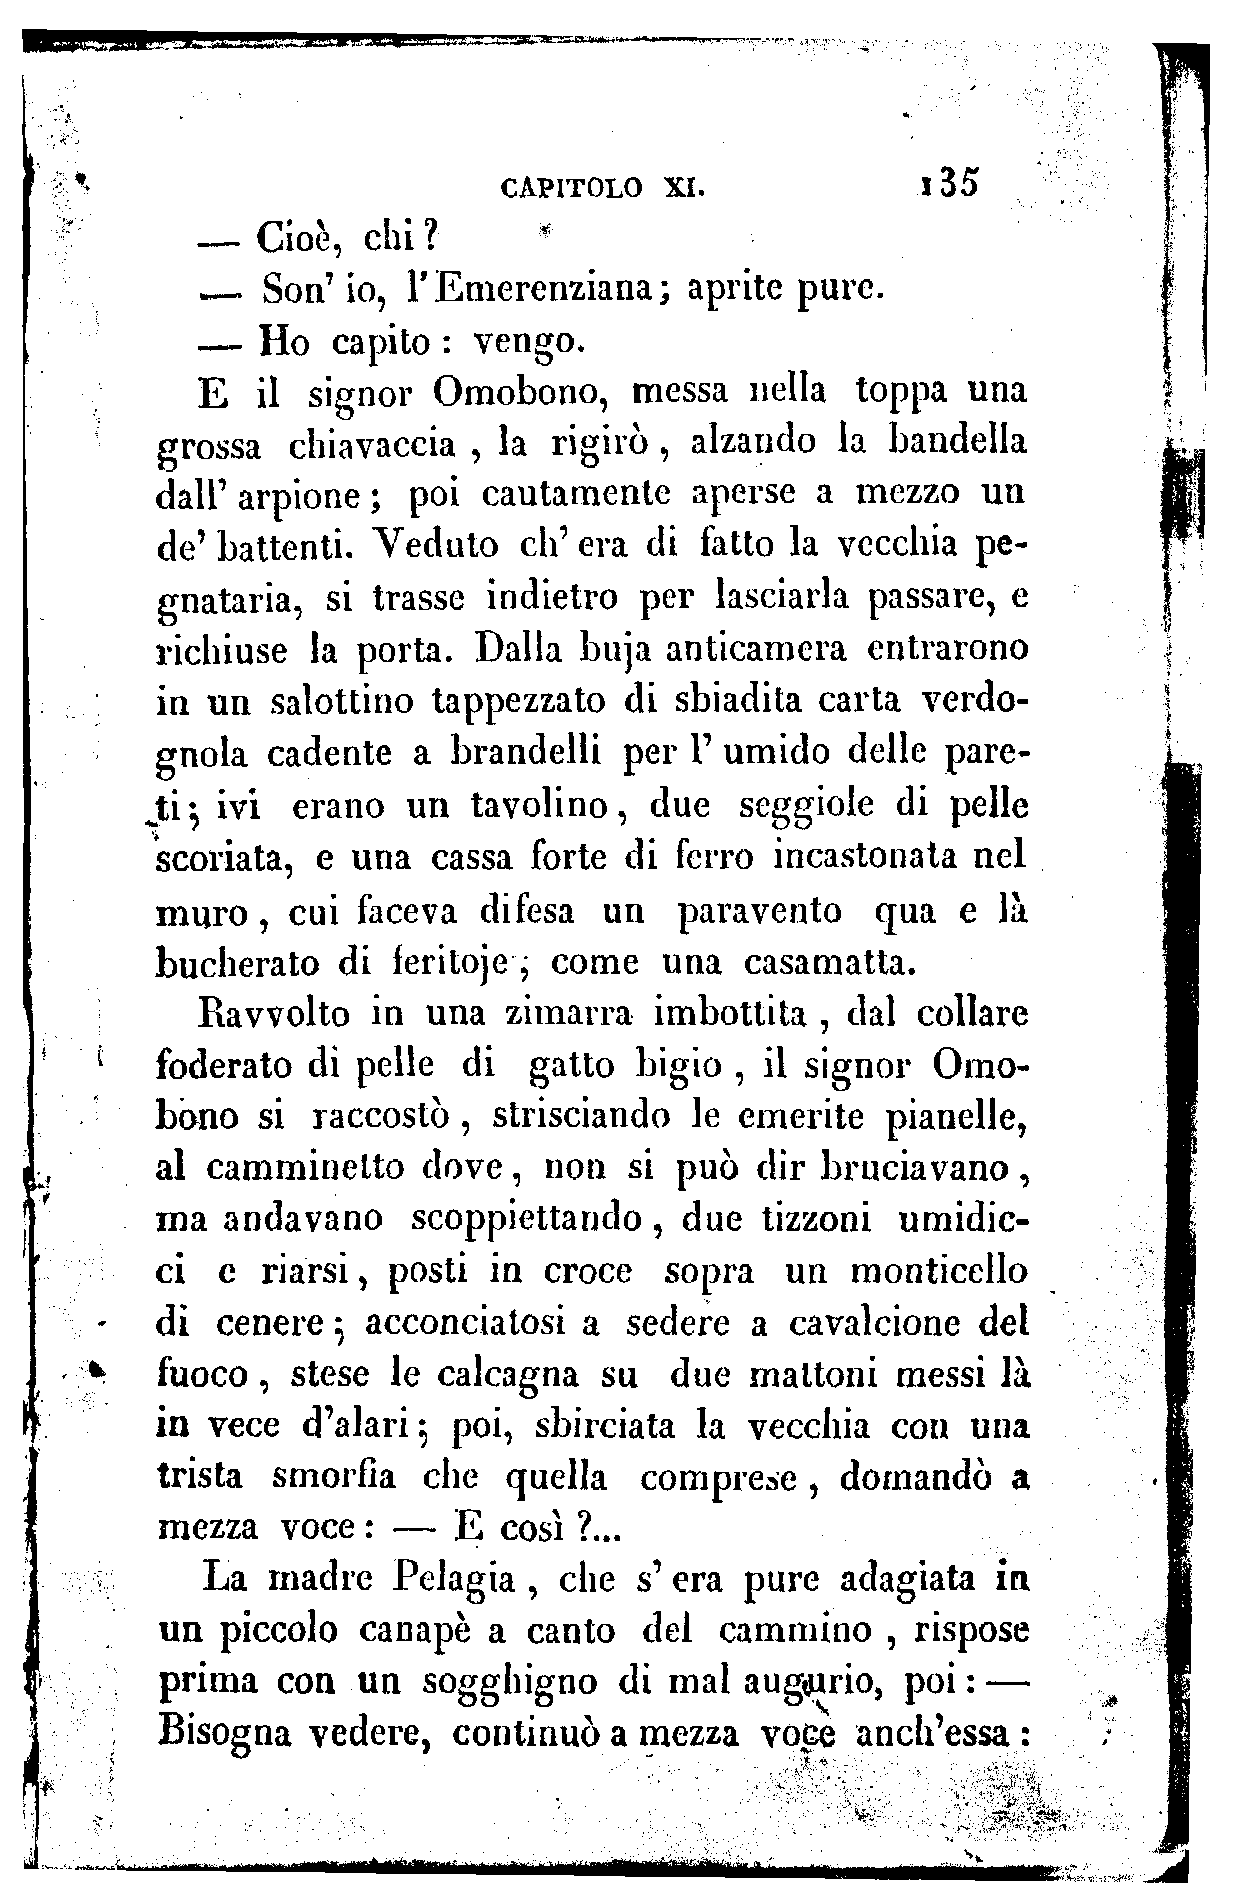 CAPITOLO XI. 135
— Cioè, chi?
— Son' io, l'Emerenziana; aprite pure.
— Ho capito : vengo.
E il signor Omobono, messa nella toppa una
grossa chiavaccia , la rigirò , alzando la bandella
dall' arpione ; poi cautamente aperse a mezzo un
de' battenti. Veduto ch' era di fatto la vecchia pe-
gnataria, si trasse indietro per lasciarla passare, e
richiuse la porta. Dalla buja anticamera entrarono
in un salottino tappezzato di sbiadita carta verdo-
gnola cadente a brandelli per l' umido delle pare-
ti; ivi erano un tavolino, due seggiole di pelle
scoriata, e una cassa forte di ferro incastonata nel
muro , cui faceva difesa un paravento qua e là
bucherato di feritoje ; come una casamatta.
Ravvolto in una zimarra imbottita , dal collare
foderato di pelle di gatto bigio , il signor Omo-
bono si raccostò , strisciando le emerite pianelle,
al camminetto dove, non si può dir bruciavano ,
ma andavano scoppiettando , due tizzoni umidic-
ci e riarsi, posti in croce sopra un monticello
di cenere ; acconciatosi a sedere a cavalcione del
fuoco , stese le calcagna su due mattoni messi là
in vece d'alari ; poi, sbirciata la vecchia con una
trista smorfia che quella comprese , domandò a
mezza voce : — E così ?...
La madre Pelagia , che s' era pure adagiata in
un piccolo canapè a canto del cammino , rispose
prima con un sogghigno di mal augurio, poi : —
Bisogna vedere, continuò a mezza voce anch'essa :